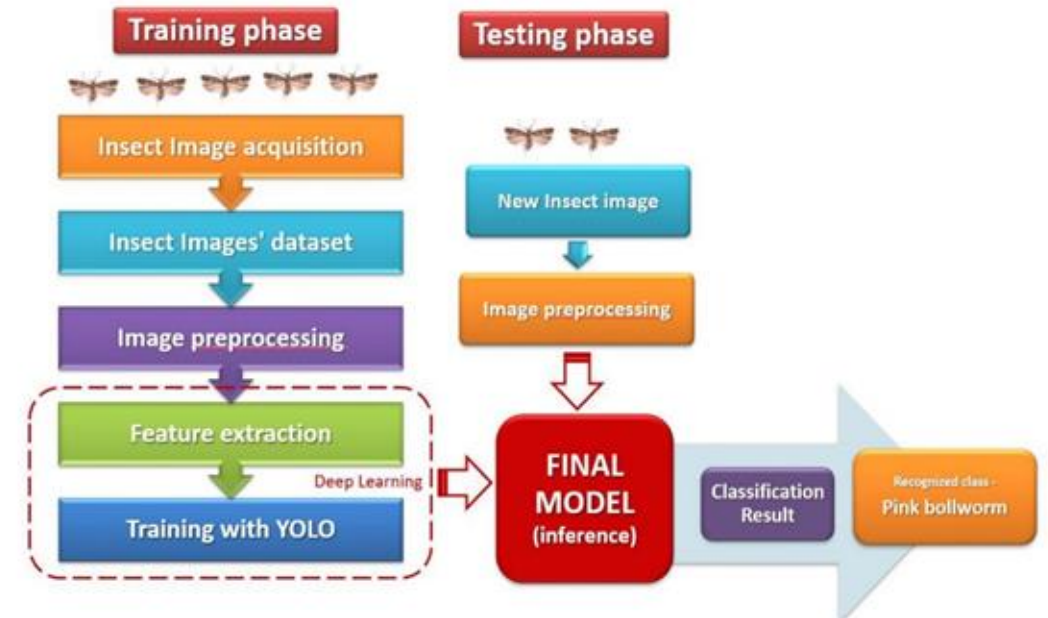 Training phase
Insect Image acquisition
Insect Images' dataset
Image preprocessing
Feature extraction
Deep Learning
Training with YOLO
Testing phase
New Insect image
Image preprocessing
FINAL
MODEL
(inference)
Classification
Result
Recognized class -
Pink bollworm